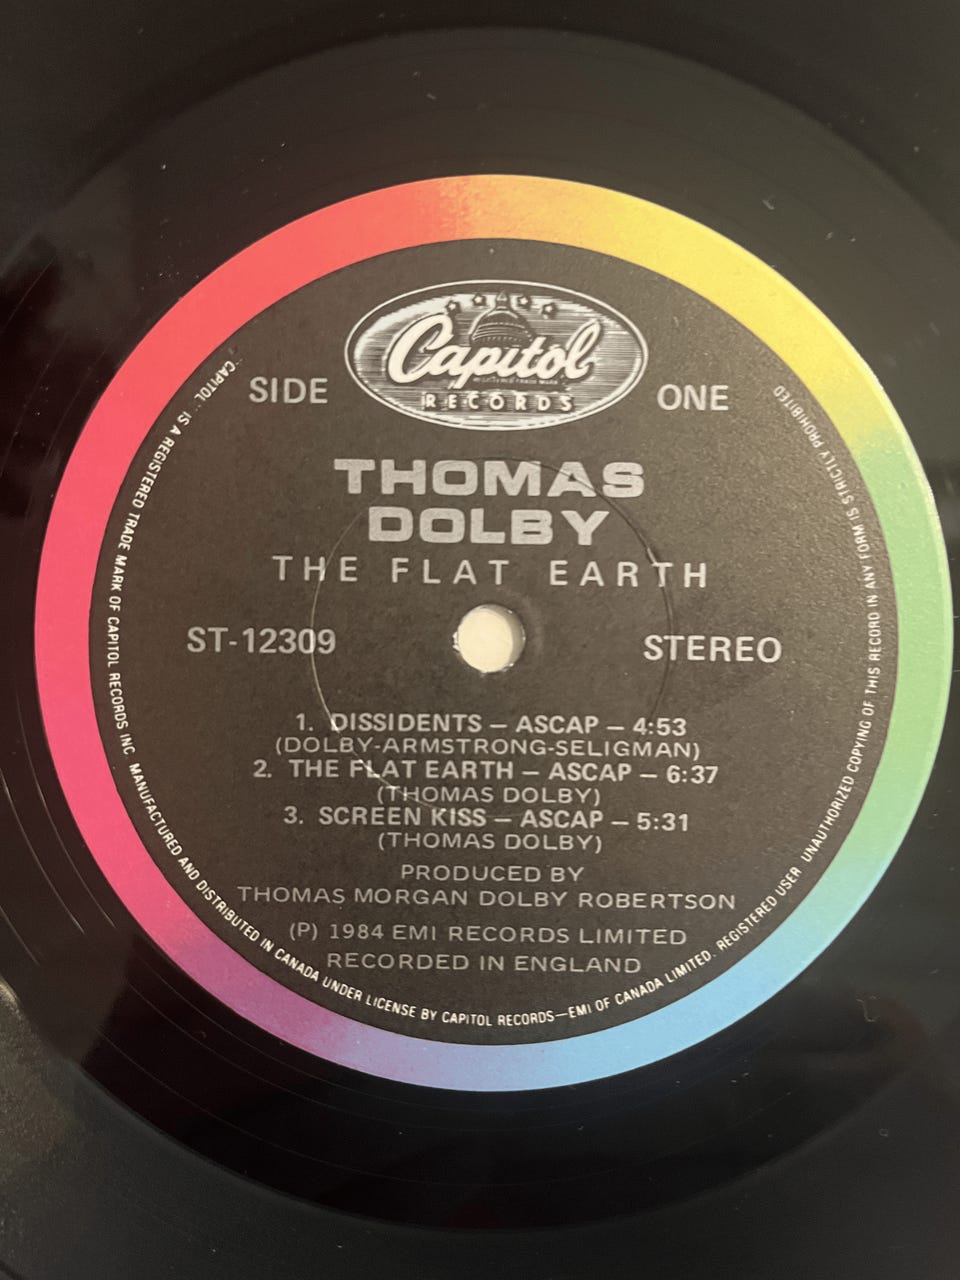 Capitol
REGISTERED TRADE MARK
RECORDS
SIDE ONE
THOMAS
DOLBY
THE FLAT EARTH
ST-12309 STEREO
1. DISSIDENTS – ASCAP – 4:53
(DOLBY-ARMSTRONG-SELIGMAN)
2. THE FLAT EARTH – ASCAP – 6:37
(THOMAS DOLBY)
3. SCREEN KISS – ASCAP – 5:31
(THOMAS DOLBY)
PRODUCED BY
THOMAS MORGAN DOLBY ROBERTSON
(P) 1984 EMI RECORDS LIMITED
RECORDED IN ENGLAND
"CAPITOL" IS A REGISTERED TRADE MARK OF CAPITOL RECORDS INC MANUFACTURED AND DISTRIBUTED IN CANADA UNDER LICENSE BY CAPITOL RECORDS—EMI OF CANADA LIMITED. REGISTERED USER UNAUTHORIZED COPYING OF THIS RECORD IN ANY FORM IS STRICTLY PROHIBITED